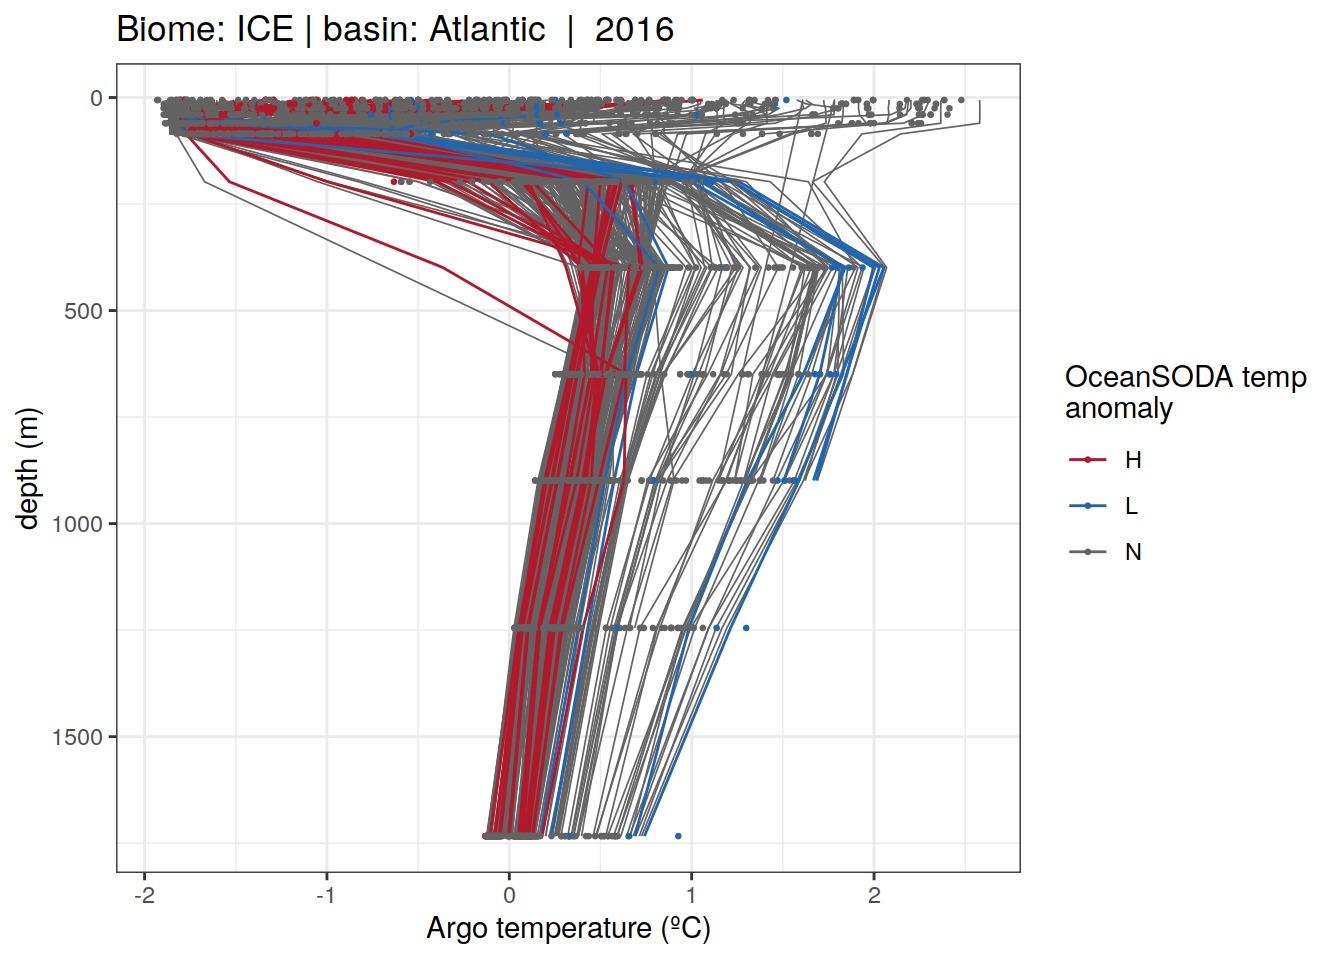 Biome: ICE | basin: Atlantic  |  2016
0
500
1000
1500
depth (m)
-2
-1
0
1
2
Argo temperature (ºC)
OceanSODA temp
anomaly
H
L
N